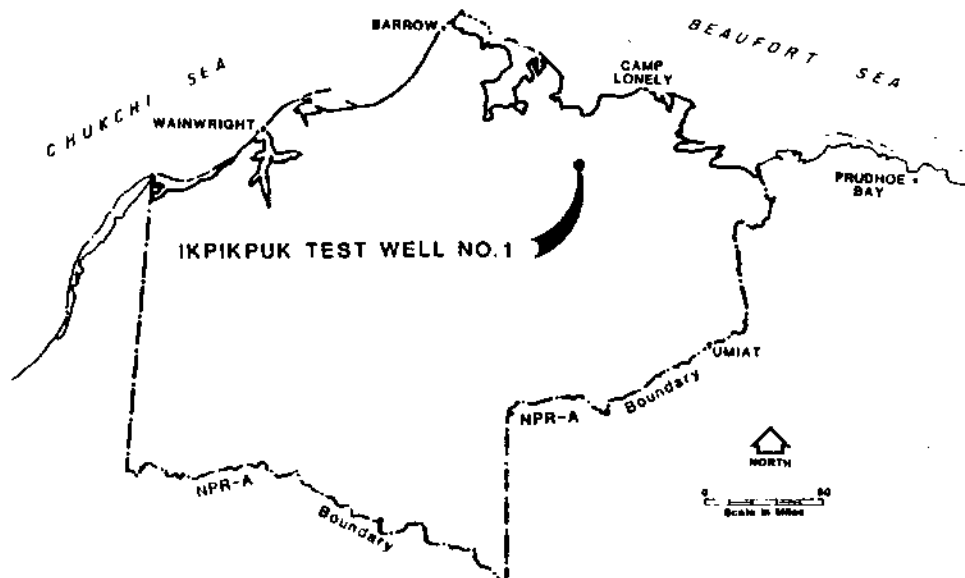 BARROW
BEAUFORT SEA
CAMP
LONELY
CHUKCHI SEA
WAINWRIGHT
PRUDHOE
BAY
IKPIKPUK TEST WELL NO.1
UMIAT
NPR-A Boundary
NORTH
NPR-A Boundary
0 50
Scale in Miles